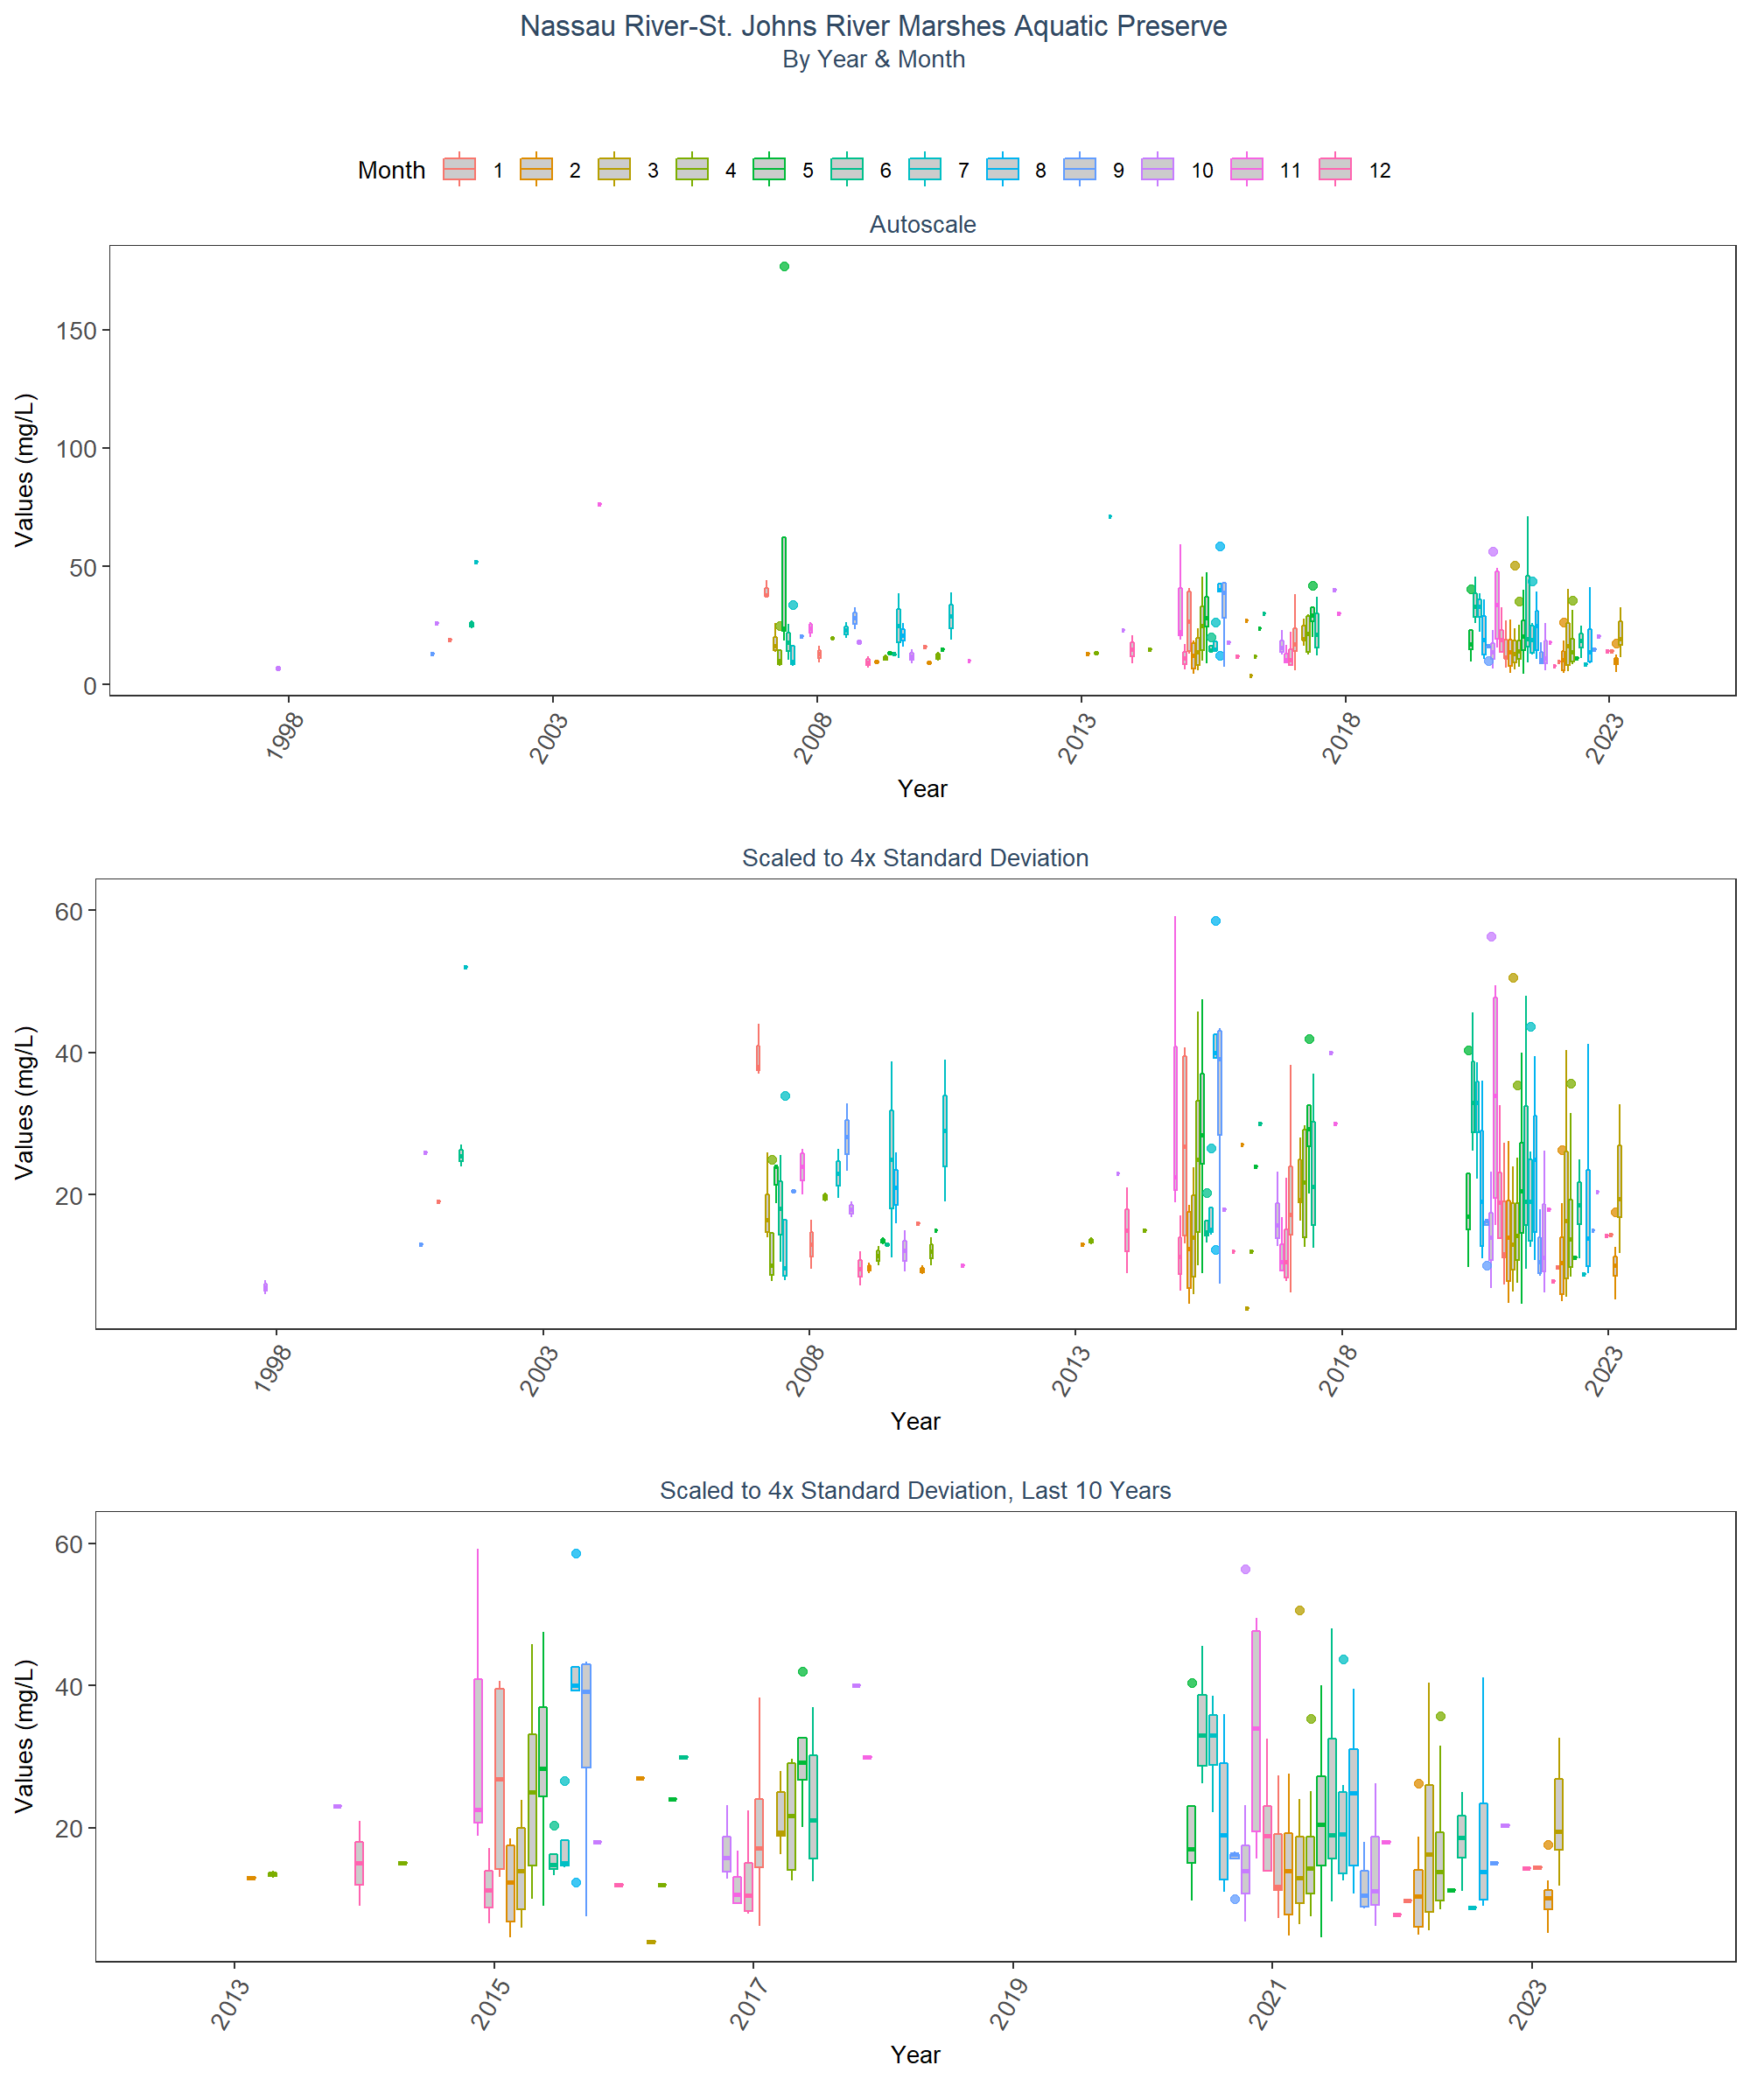 Nassau River-St. Johns River Marshes Aquatic Preserve
By Year & Month
Month 1 2 3 4 5 6 7 8 9 10 11 12
Autoscale
Values (mg/L)
150
100
50
0
1998 2003 2008 2013 2018 2023
Year
Scaled to 4x Standard Deviation
Values (mg/L)
60
40
20
1998 2003 2008 2013 2018 2023
Year
Scaled to 4x Standard Deviation, Last 10 Years
Values (mg/L)
60
40
20
2013 2015 2017 2019 2021 2023
Year